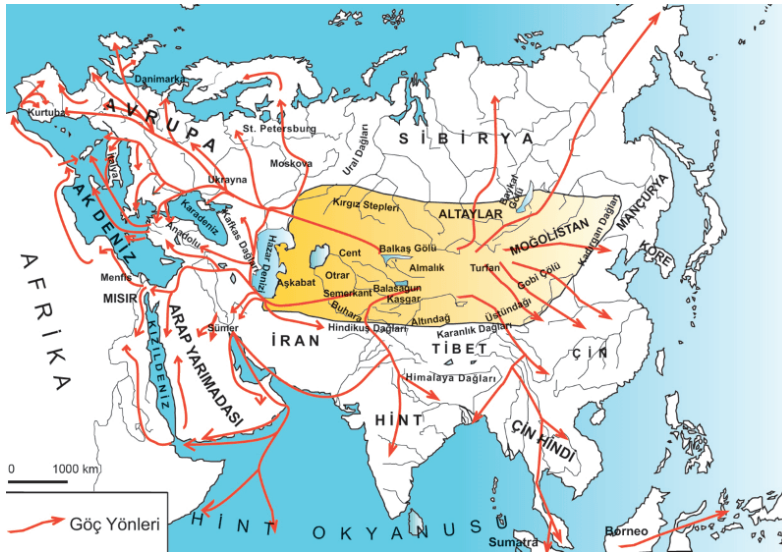 Danimarka
AVRUPA
Kurtuba
St. Petersburg
Moskova
Ural Dağları
SİBİRYA
İtalya
Ukrayna
Karadeniz
Kafkas Dağları
Anadolu
AKDENİZ
Kırgız Stepleri
ALTAYLAR
Baykal
Gölü
MOĞOLİSTAN
Kadırgan Dağları
MANÇURYA
KORE
Hazar Denizi
Cent
Balkaş Gölü
Otrar
Almalık
Turfan
Gobi Çölü
Aşkabat
Semerkant
Balasagun
Kaşgar
Buhara
Altındağ
Üstündağı
Hindikuş Dağları
Karanlık Dağları
Menfis
MISIR
AFRİKA
KIZILDENİZ
ARAP YARIMADASI
Sümer
İRAN
TİBET
ÇİN
Himalaya Dağları
HİNT
ÇİN HİNDİ
0 1000 km
Göç Yönleri
HİNT OKYANUSU
Sumatra
Borneo